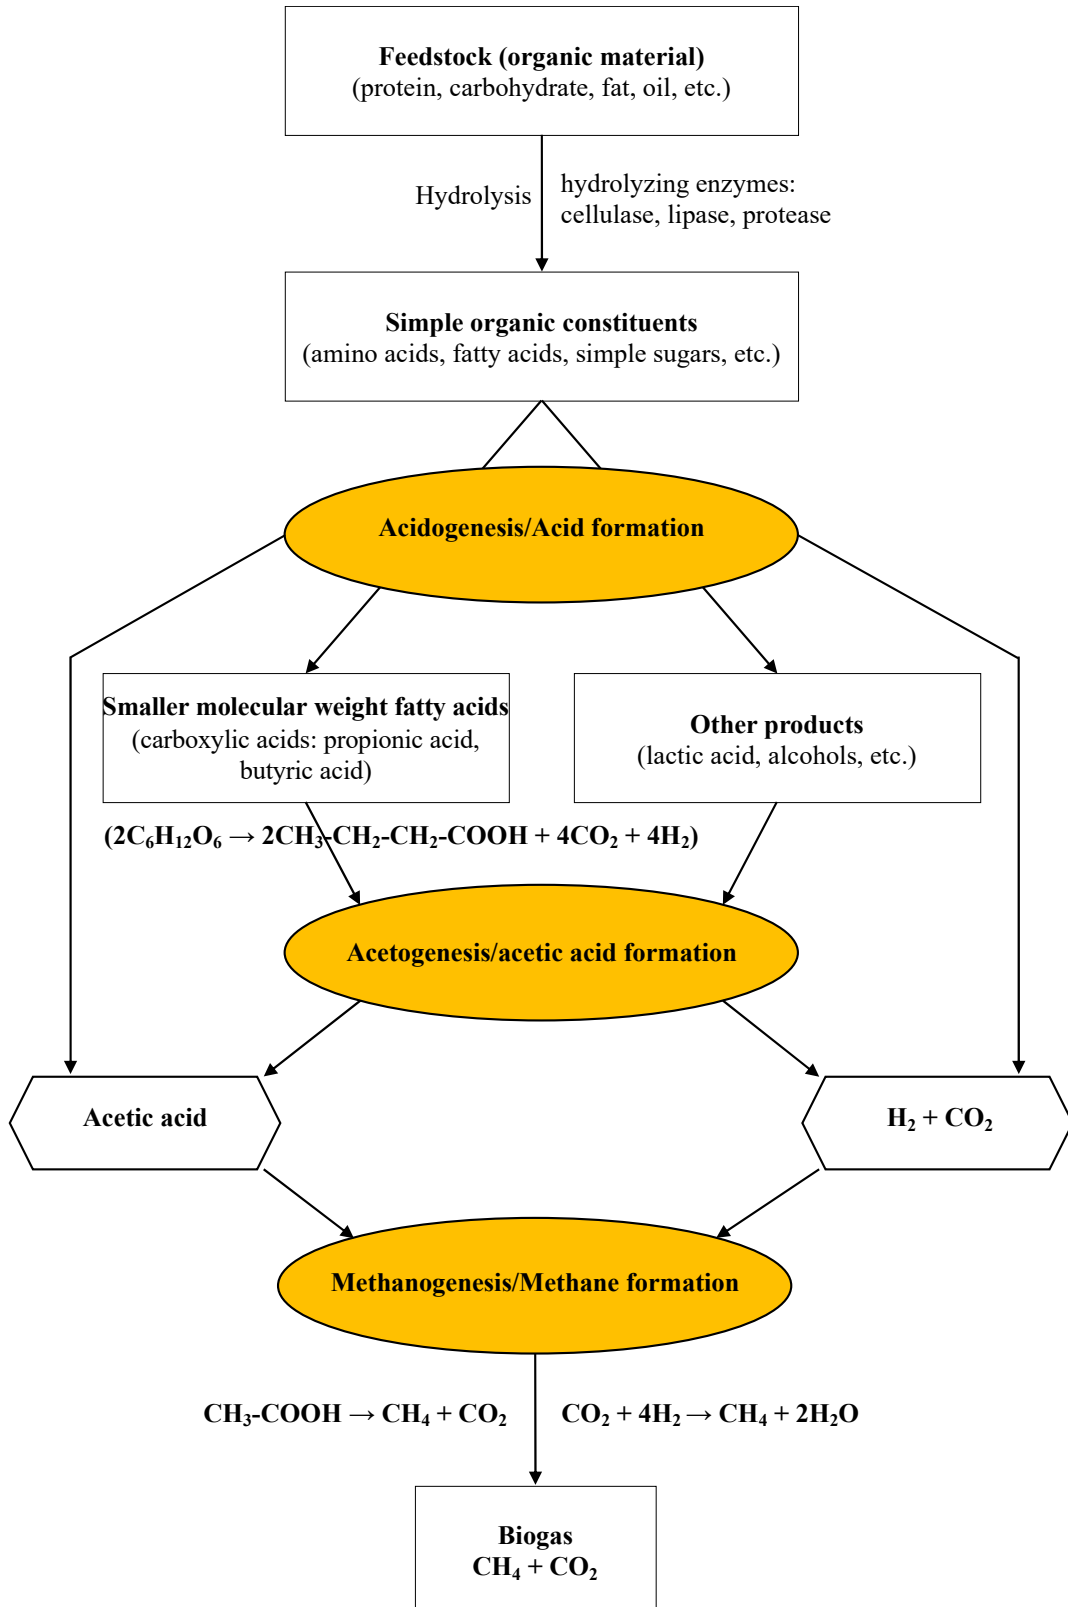 Feedstock (organic material)
(protein, carbohydrate, fat, oil, etc.)
Hydrolysis
hydrolyzing enzymes:
cellulase, lipase, protease
Simple organic constituents
(amino acids, fatty acids, simple sugars, etc.)
Acidogenesis/Acid formation
Smaller molecular weight fatty acids
(carboxylic acids: propionic acid,
butyric acid)
Other products
(lactic acid, alcohols, etc.)
(2C₆H₁₂O₆ → 2CH₃-CH₂-CH₂-COOH + 4CO₂ + 4H₂)
Acetogenesis/acetic acid formation
Acetic acid
H₂ + CO₂
Methanogenesis/Methane formation
CH₃-COOH → CH₄ + CO₂
CO₂ + 4H₂ → CH₄ + 2H₂O
Biogas
CH₄ + CO₂